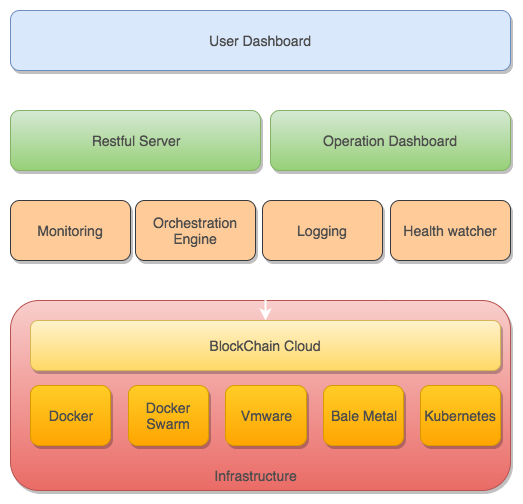 User Dashboard
Restful Server
Operation Dashboard
Monitoring
Orchestration
Engine
Logging
Health watcher
BlockChain Cloud
Docker
Docker
Swarm
Vmware
Bale Metal
Kubernetes
Infrastructure